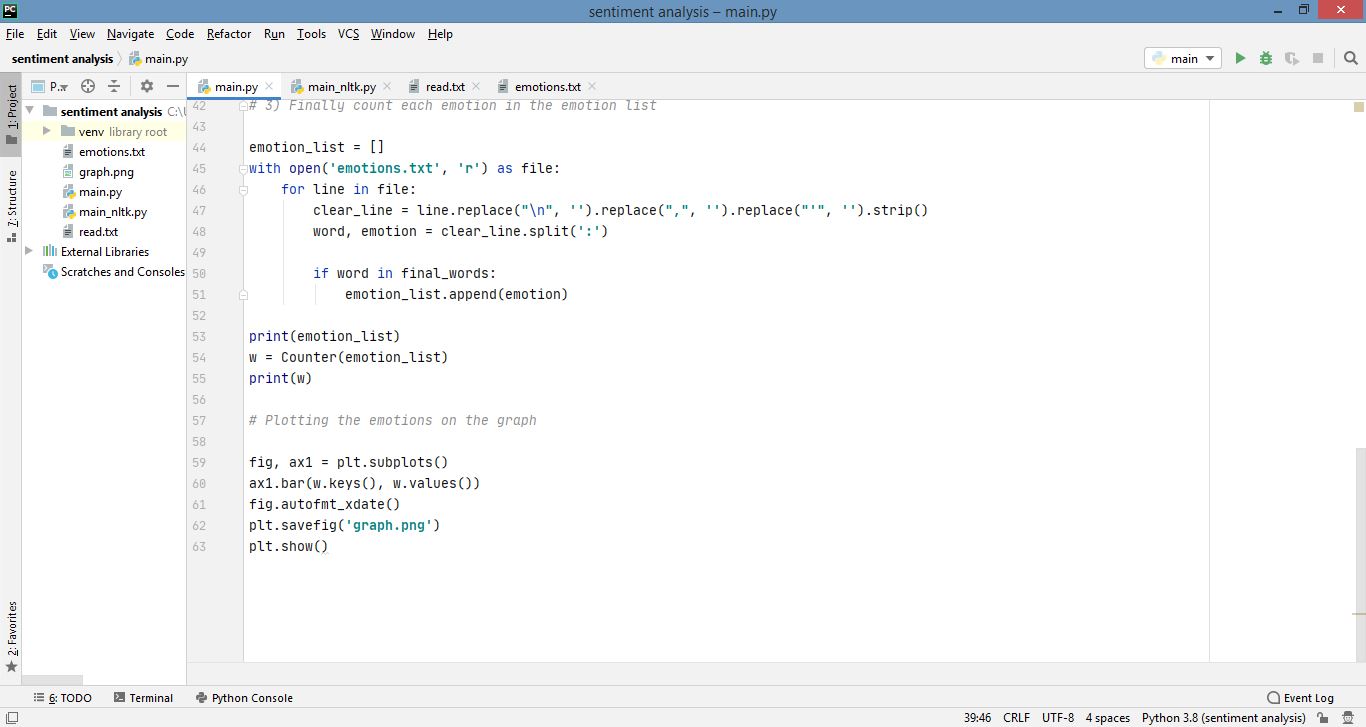 PC
sentiment analysis – main.py
File Edit View Navigate Code Refactor Run Tools VCS Window Help
sentiment analysis main.py
main
1: Project
P..
main.py
main_nltk.py
read.txt
emotions.txt
sentiment analysis C:\
venv library root
emotions.txt
graph.png
main.py
main_nltk.py
read.txt
External Libraries
Scratches and Consoles
7: Structure
2: Favorites
42 # 3) Finally count each emotion in the emotion list
43
44 emotion_list = []
45 with open('emotions.txt', 'r') as file:
46     for line in file:
47         clear_line = line.replace("\n", '').replace(",", '').replace("'", '').strip()
48         word, emotion = clear_line.split(':')
49
50         if word in final_words:
51             emotion_list.append(emotion)
52
53 print(emotion_list)
54 w = Counter(emotion_list)
55 print(w)
56
57 # Plotting the emotions on the graph
58
59 fig, ax1 = plt.subplots()
60 ax1.bar(w.keys(), w.values())
61 fig.autofmt_xdate()
62 plt.savefig('graph.png')
63 plt.show()
6: TODO Terminal Python Console Event Log
39:46 CRLF UTF-8 4 spaces Python 3.8 (sentiment analysis)